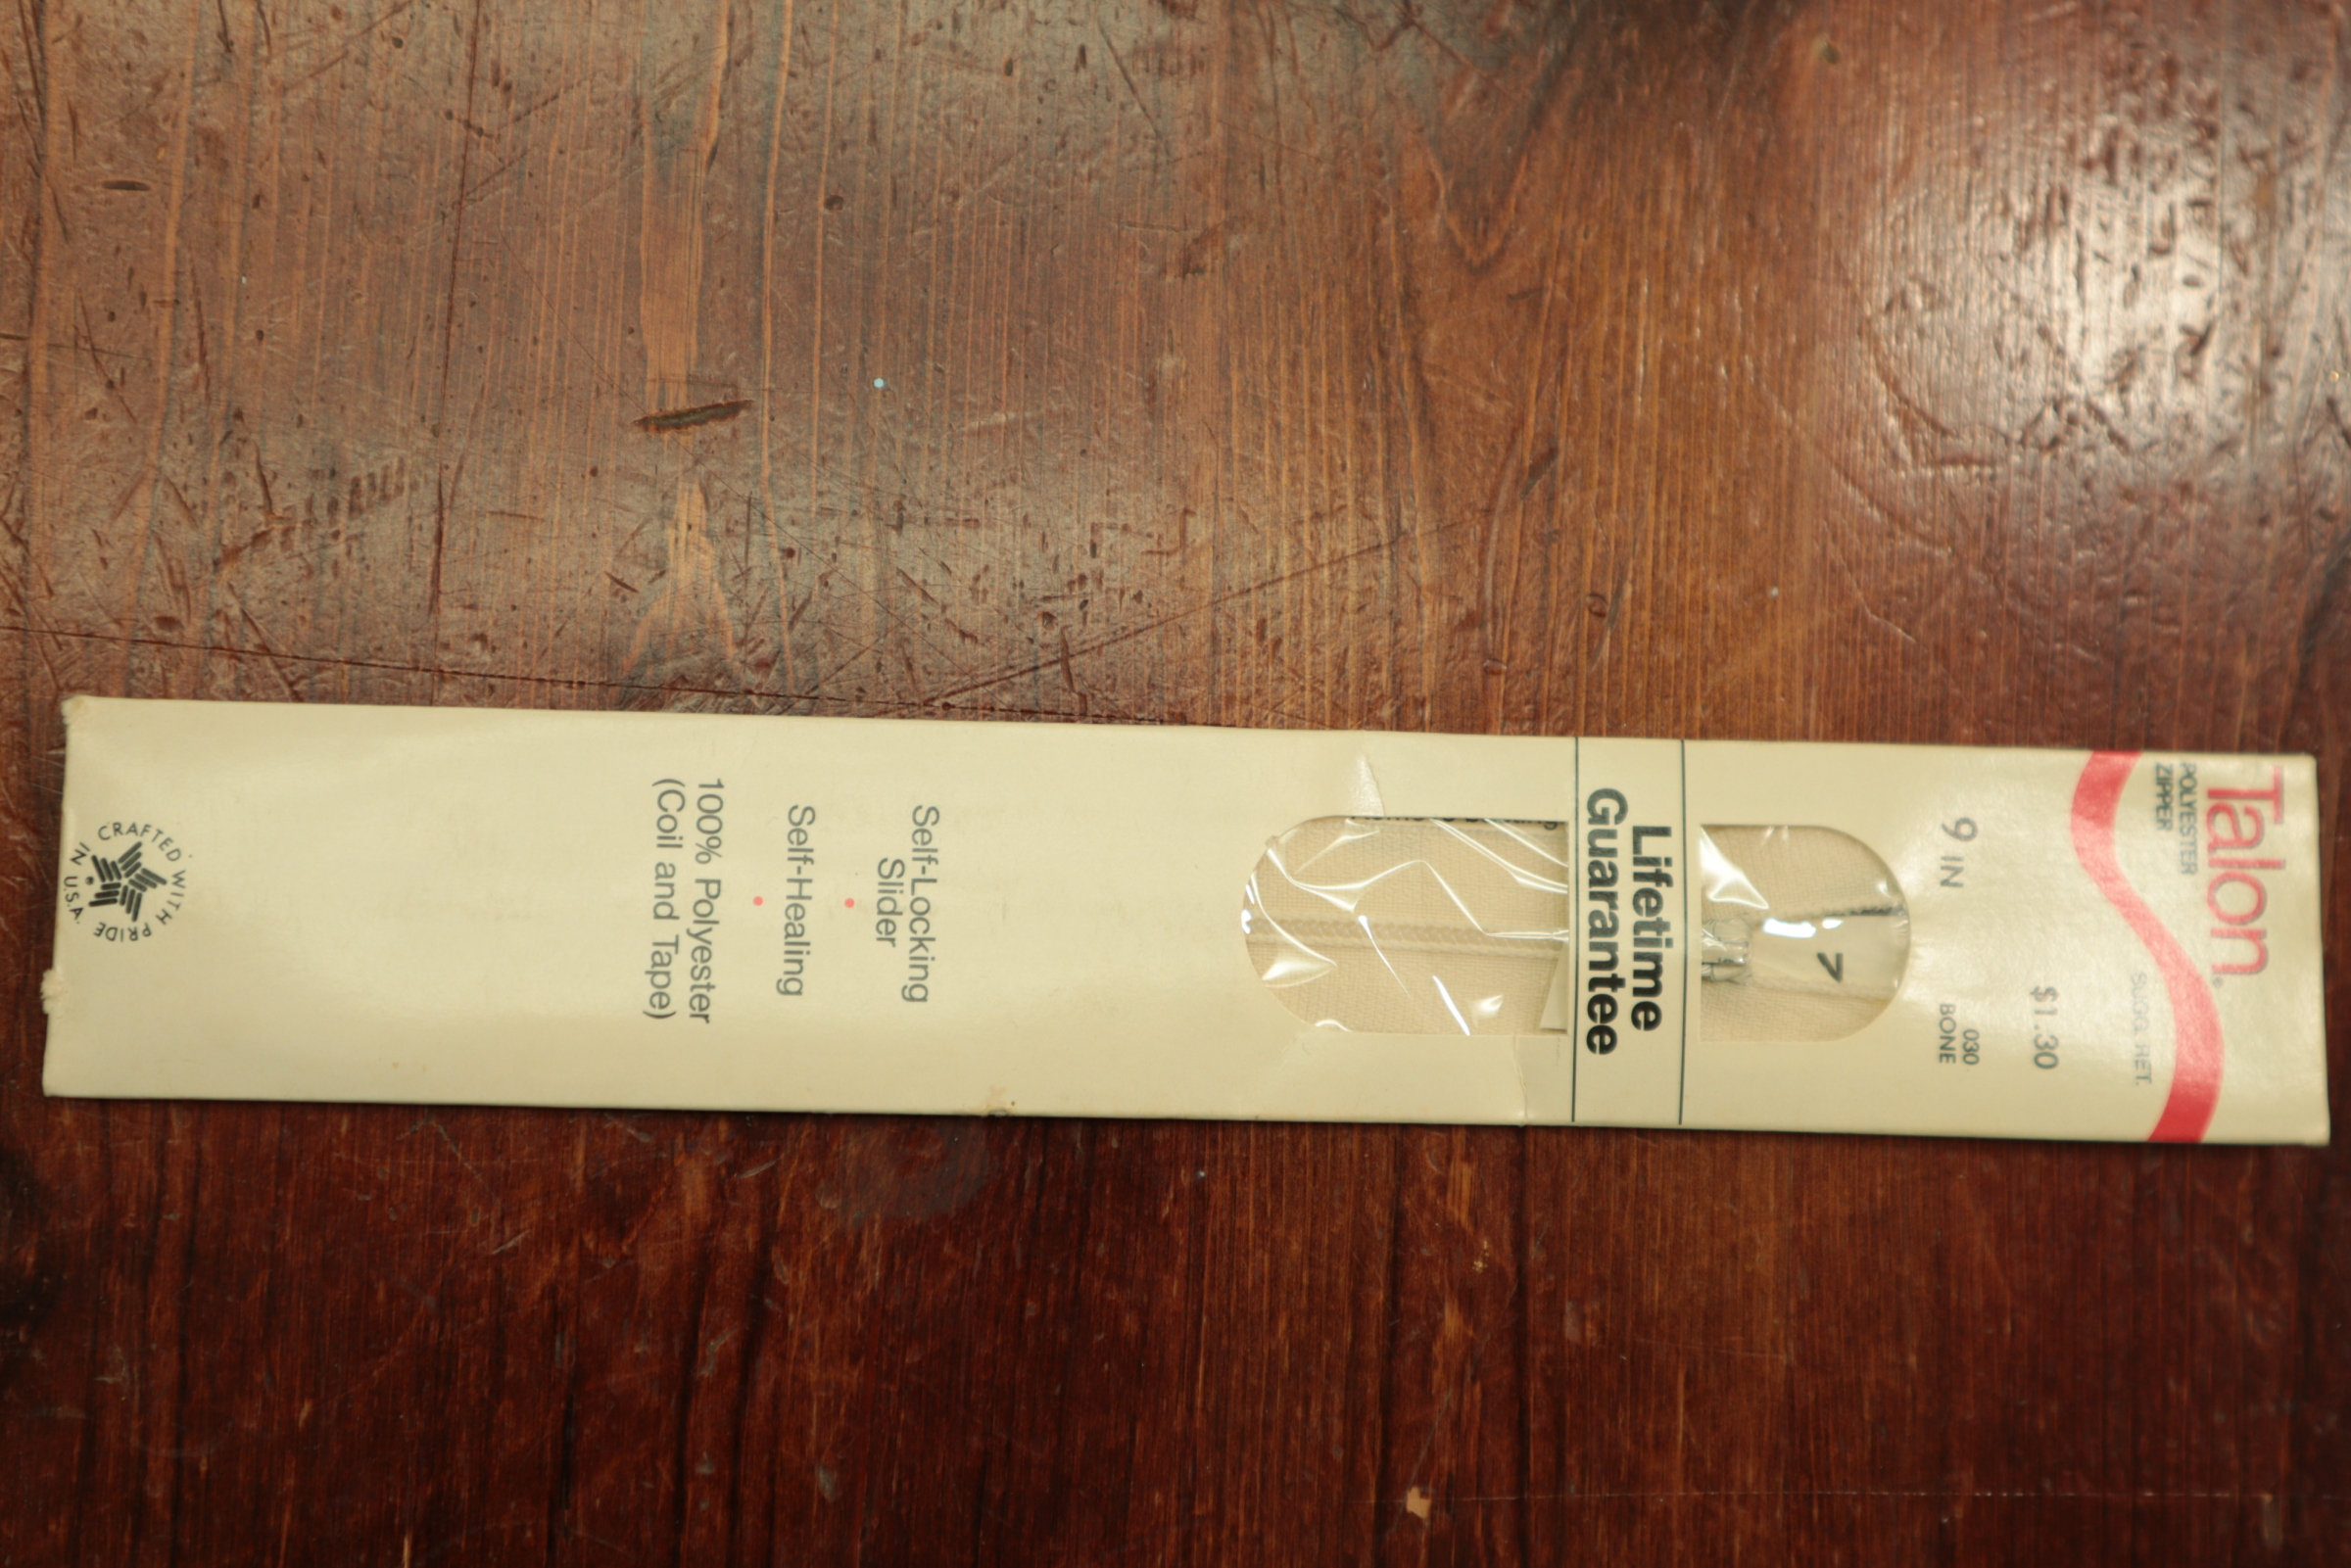 Talon®
POLYESTER
ZIPPER
SUGG. RET.
$1.30
9 IN
030
BONE
Lifetime
Guarantee
Self-Locking
Slider
Self-Healing
100% Polyester
(Coil and Tape)
CRAFTED WITH PRIDE IN U.S.A.